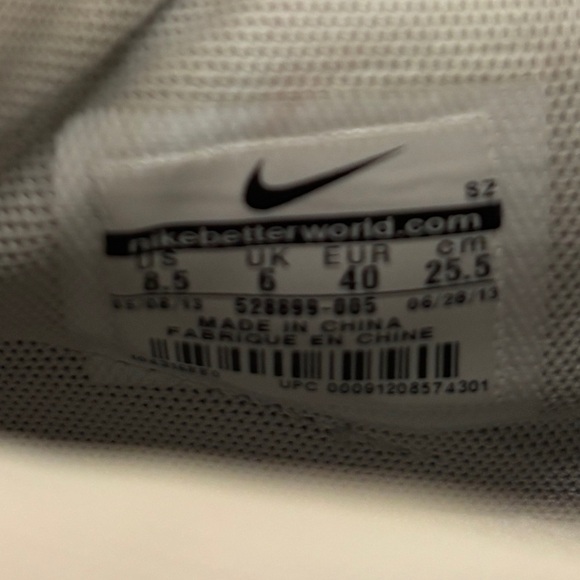 SZ
nikebetterworld.com
US UK EUR cm
8.5 6 40 25.5
528899-005 06/28/13
MADE IN CHINA
FABRIQUE EN CHINE
UPC 00091208574301